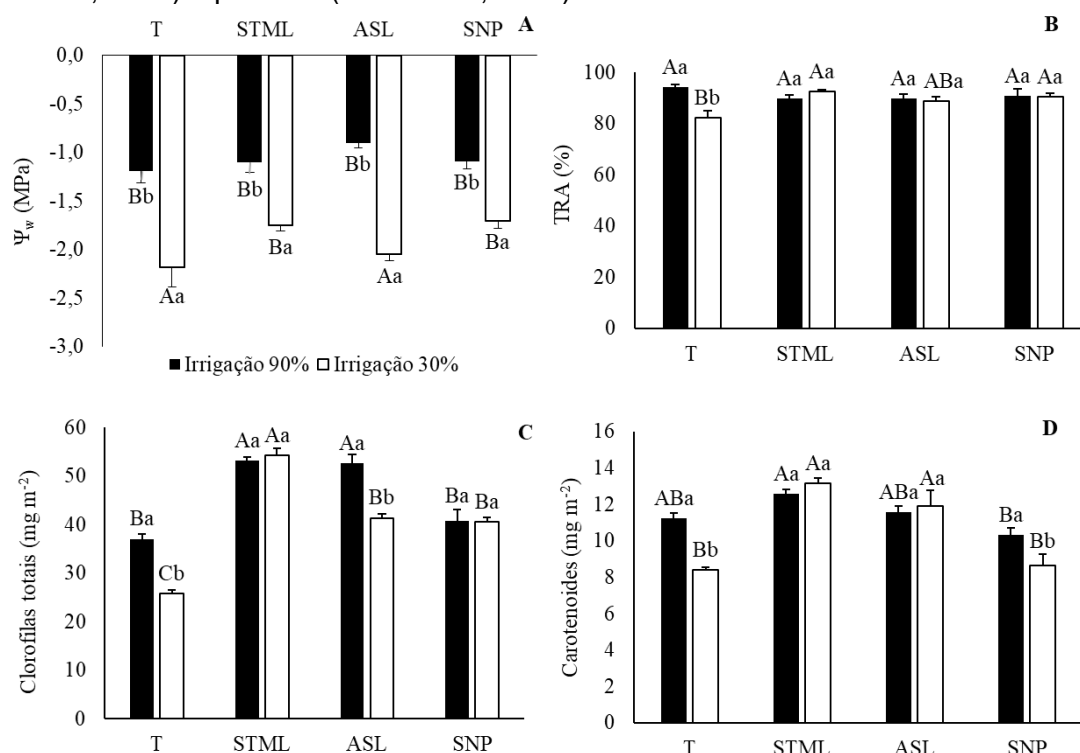 T STML ASL SNP A
0,0
-0,5
-1,0
-1,5
-2,0
-2,5
-3,0
Ψw (MPa)
Bb Aa Bb Ba Bb Aa Bb Ba
Irrigação 90% Irrigação 30%
B
100
80
60
40
20
0
TRA (%)
Aa Bb Aa Aa Aa ABa Aa Aa
T STML ASL SNP
C
60
50
40
30
20
10
0
Clorofilas totais (mg m-2)
Ba Cb Aa Aa Aa Bb Ba Ba
T STML ASL SNP
D
16
14
12
10
8
6
4
2
0
Carotenoides (mg m-2)
ABa Bb Aa Aa ABa Aa Ba Bb
T STML ASL SNP